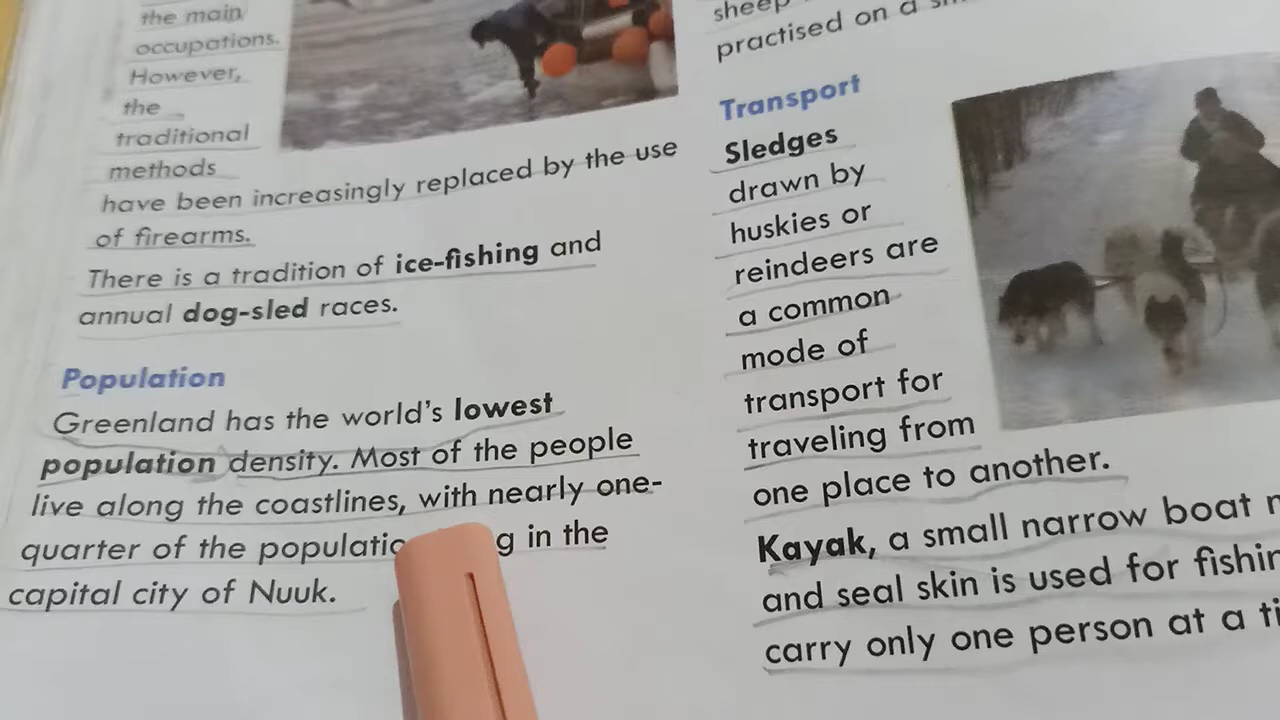 the main
occupations.
However,
the
traditional
methods
have been increasingly replaced by the use
of firearms.
There is a tradition of ice-fishing and
annual dog-sled races.
Population
Greenland has the world's lowest
population density. Most of the people
live along the coastlines, with nearly one-
quarter of the populatio g in the
capital city of Nuuk.
sheep
practised on a
Transport
Sledges
drawn by
huskies or
reindeers are
a common
mode of
transport for
traveling from
one place to another.
Kayak, a small narrow boat
and seal skin is used for
carry only one person at a